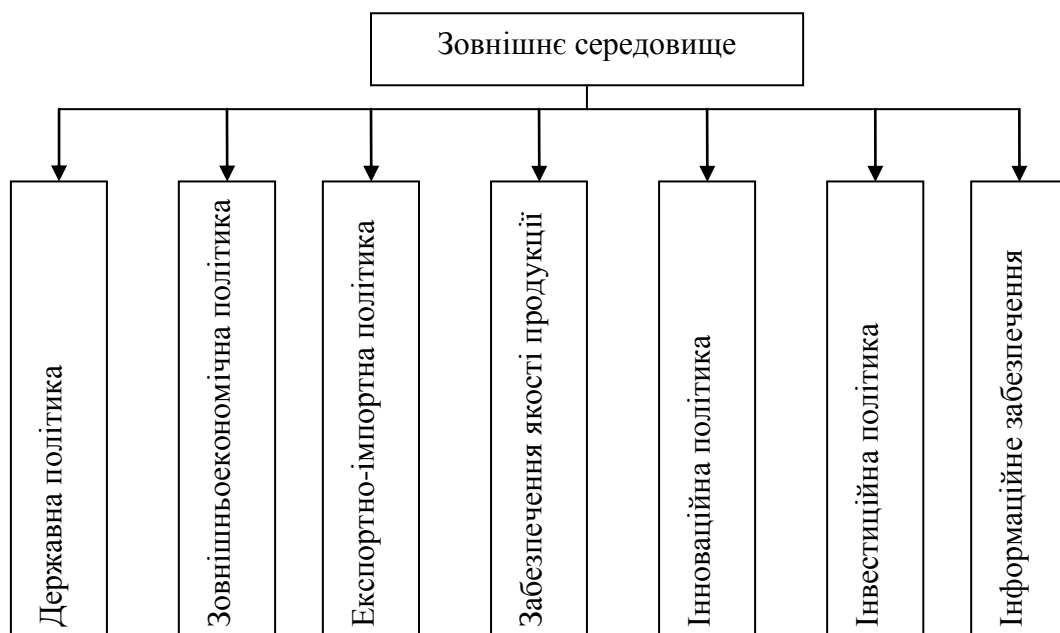 Зовнішнє середовище
Державна політика
Зовнішньоекономічна політика
Експортно-імпортна політика
Забезпечення якості продукції
Інноваційна політика
Інвестиційна політика
Інформаційне забезпечення